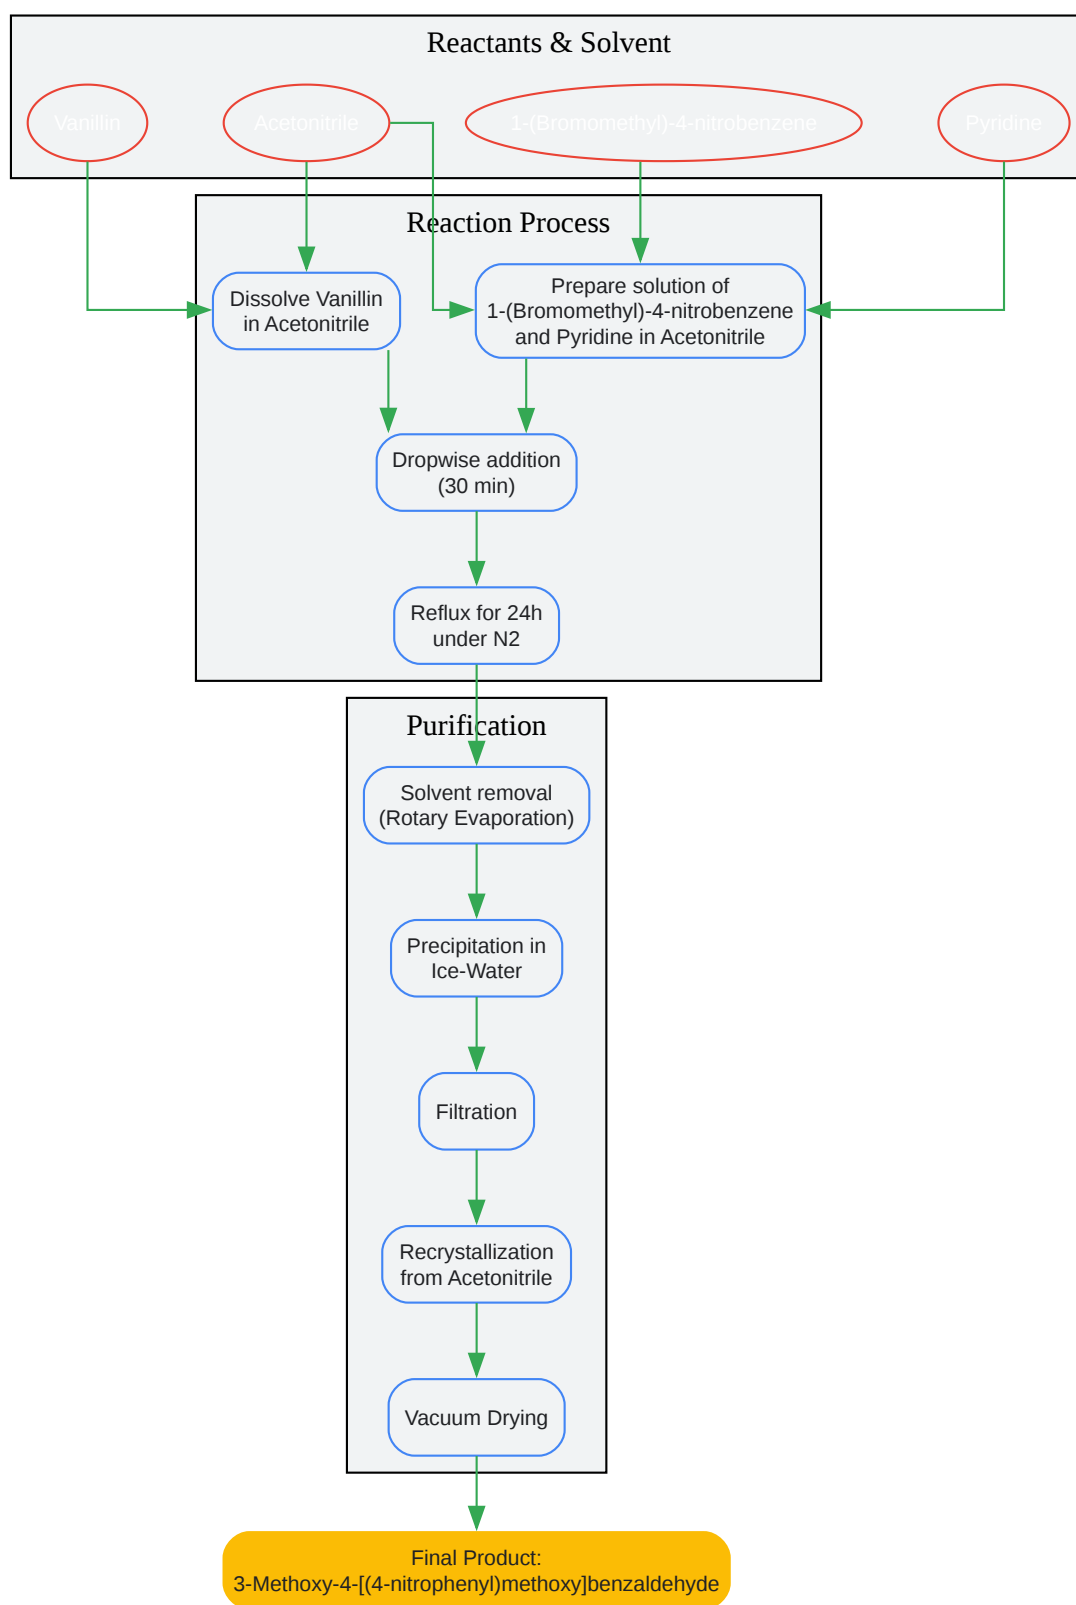 Reactants & Solvent
Vanillin
Acetonitrile
1-(Bromomethyl)-4-nitrobenzene
Pyridine
Reaction Process
Dissolve Vanillin
in Acetonitrile
Prepare solution of
1-(Bromomethyl)-4-nitrobenzene
and Pyridine in Acetonitrile
Dropwise addition
(30 min)
Reflux for 24h
under N2
Purification
Solvent removal
(Rotary Evaporation)
Precipitation in
Ice-Water
Filtration
Recrystallization
from Acetonitrile
Vacuum Drying
Final Product:
3-Methoxy-4-[(4-nitrophenyl)methoxy]benzaldehyde